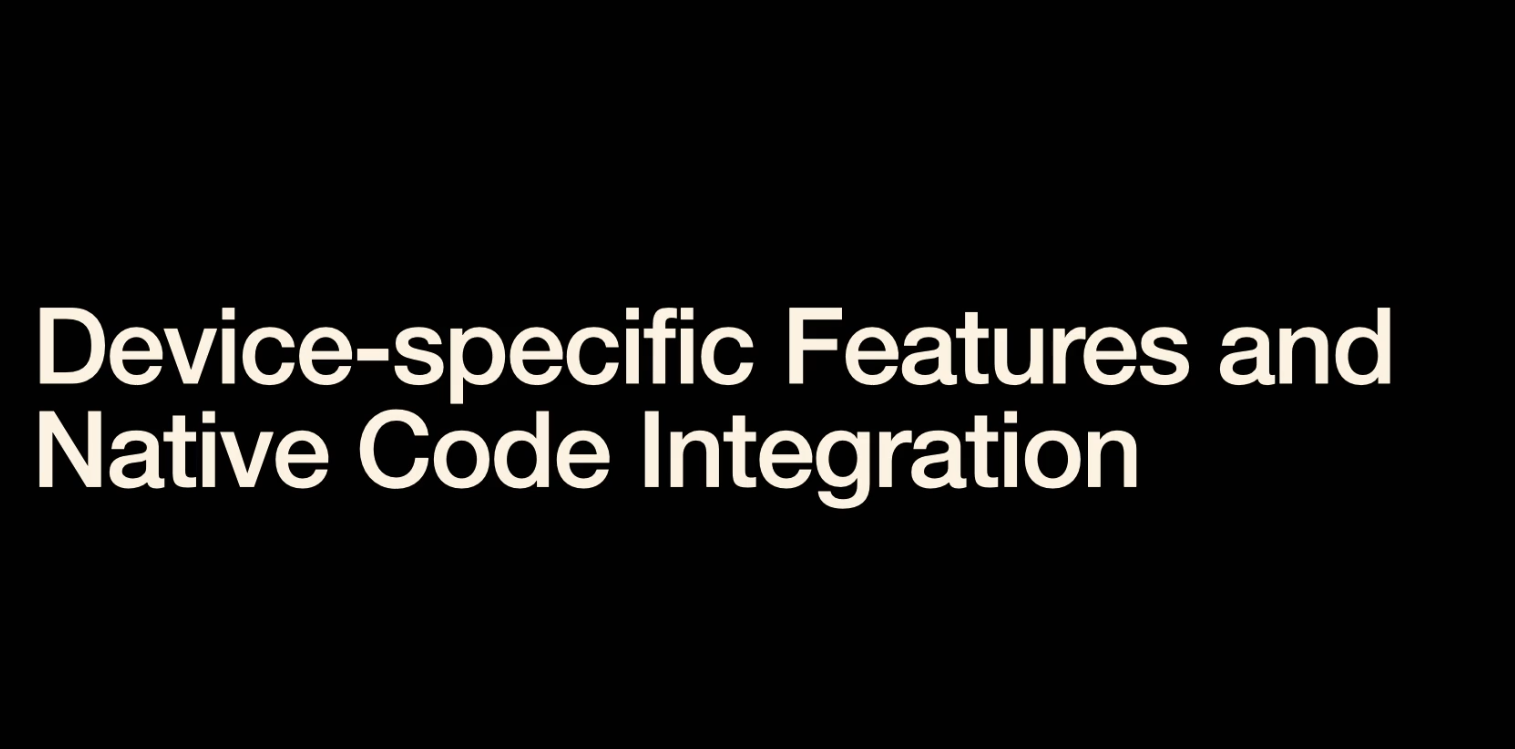 Device-specific Features and
Native Code Integration